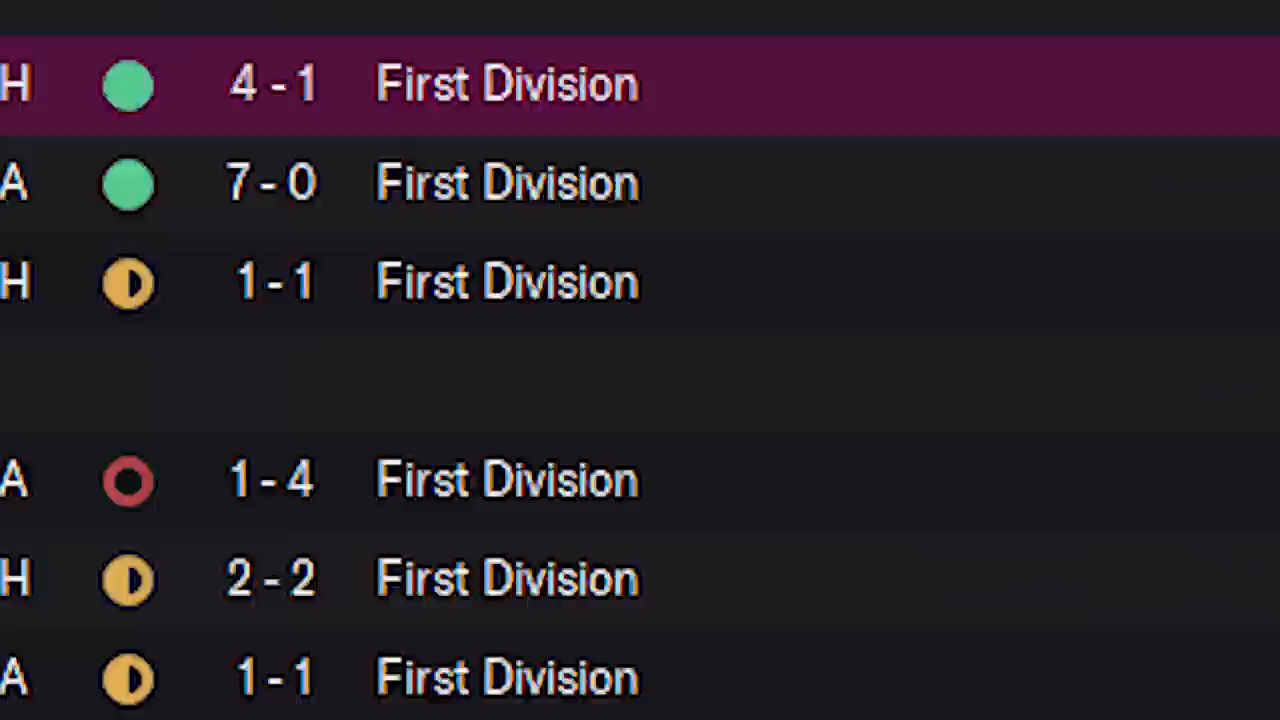 H 4 - 1 First Division
A 7 - 0 First Division
H 1 - 1 First Division
A 1 - 4 First Division
H 2 - 2 First Division
A 1 - 1 First Division